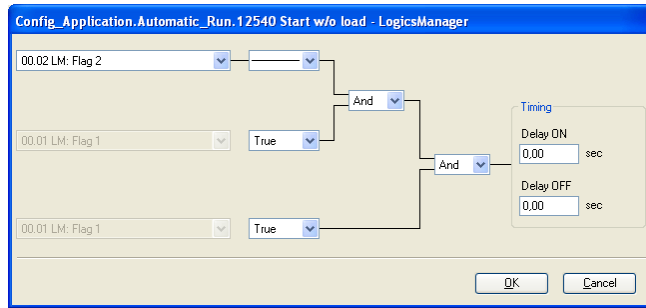 Config_Application.Automatic_Run.12540 Start w/o load - LogicsManager
00.02 LM: Flag 2
And
Timing
Delay ON
00.01 LM: Flag 1
True
0,00 sec
And
Delay OFF
0,00 sec
00.01 LM: Flag 1
True
OK
Cancel